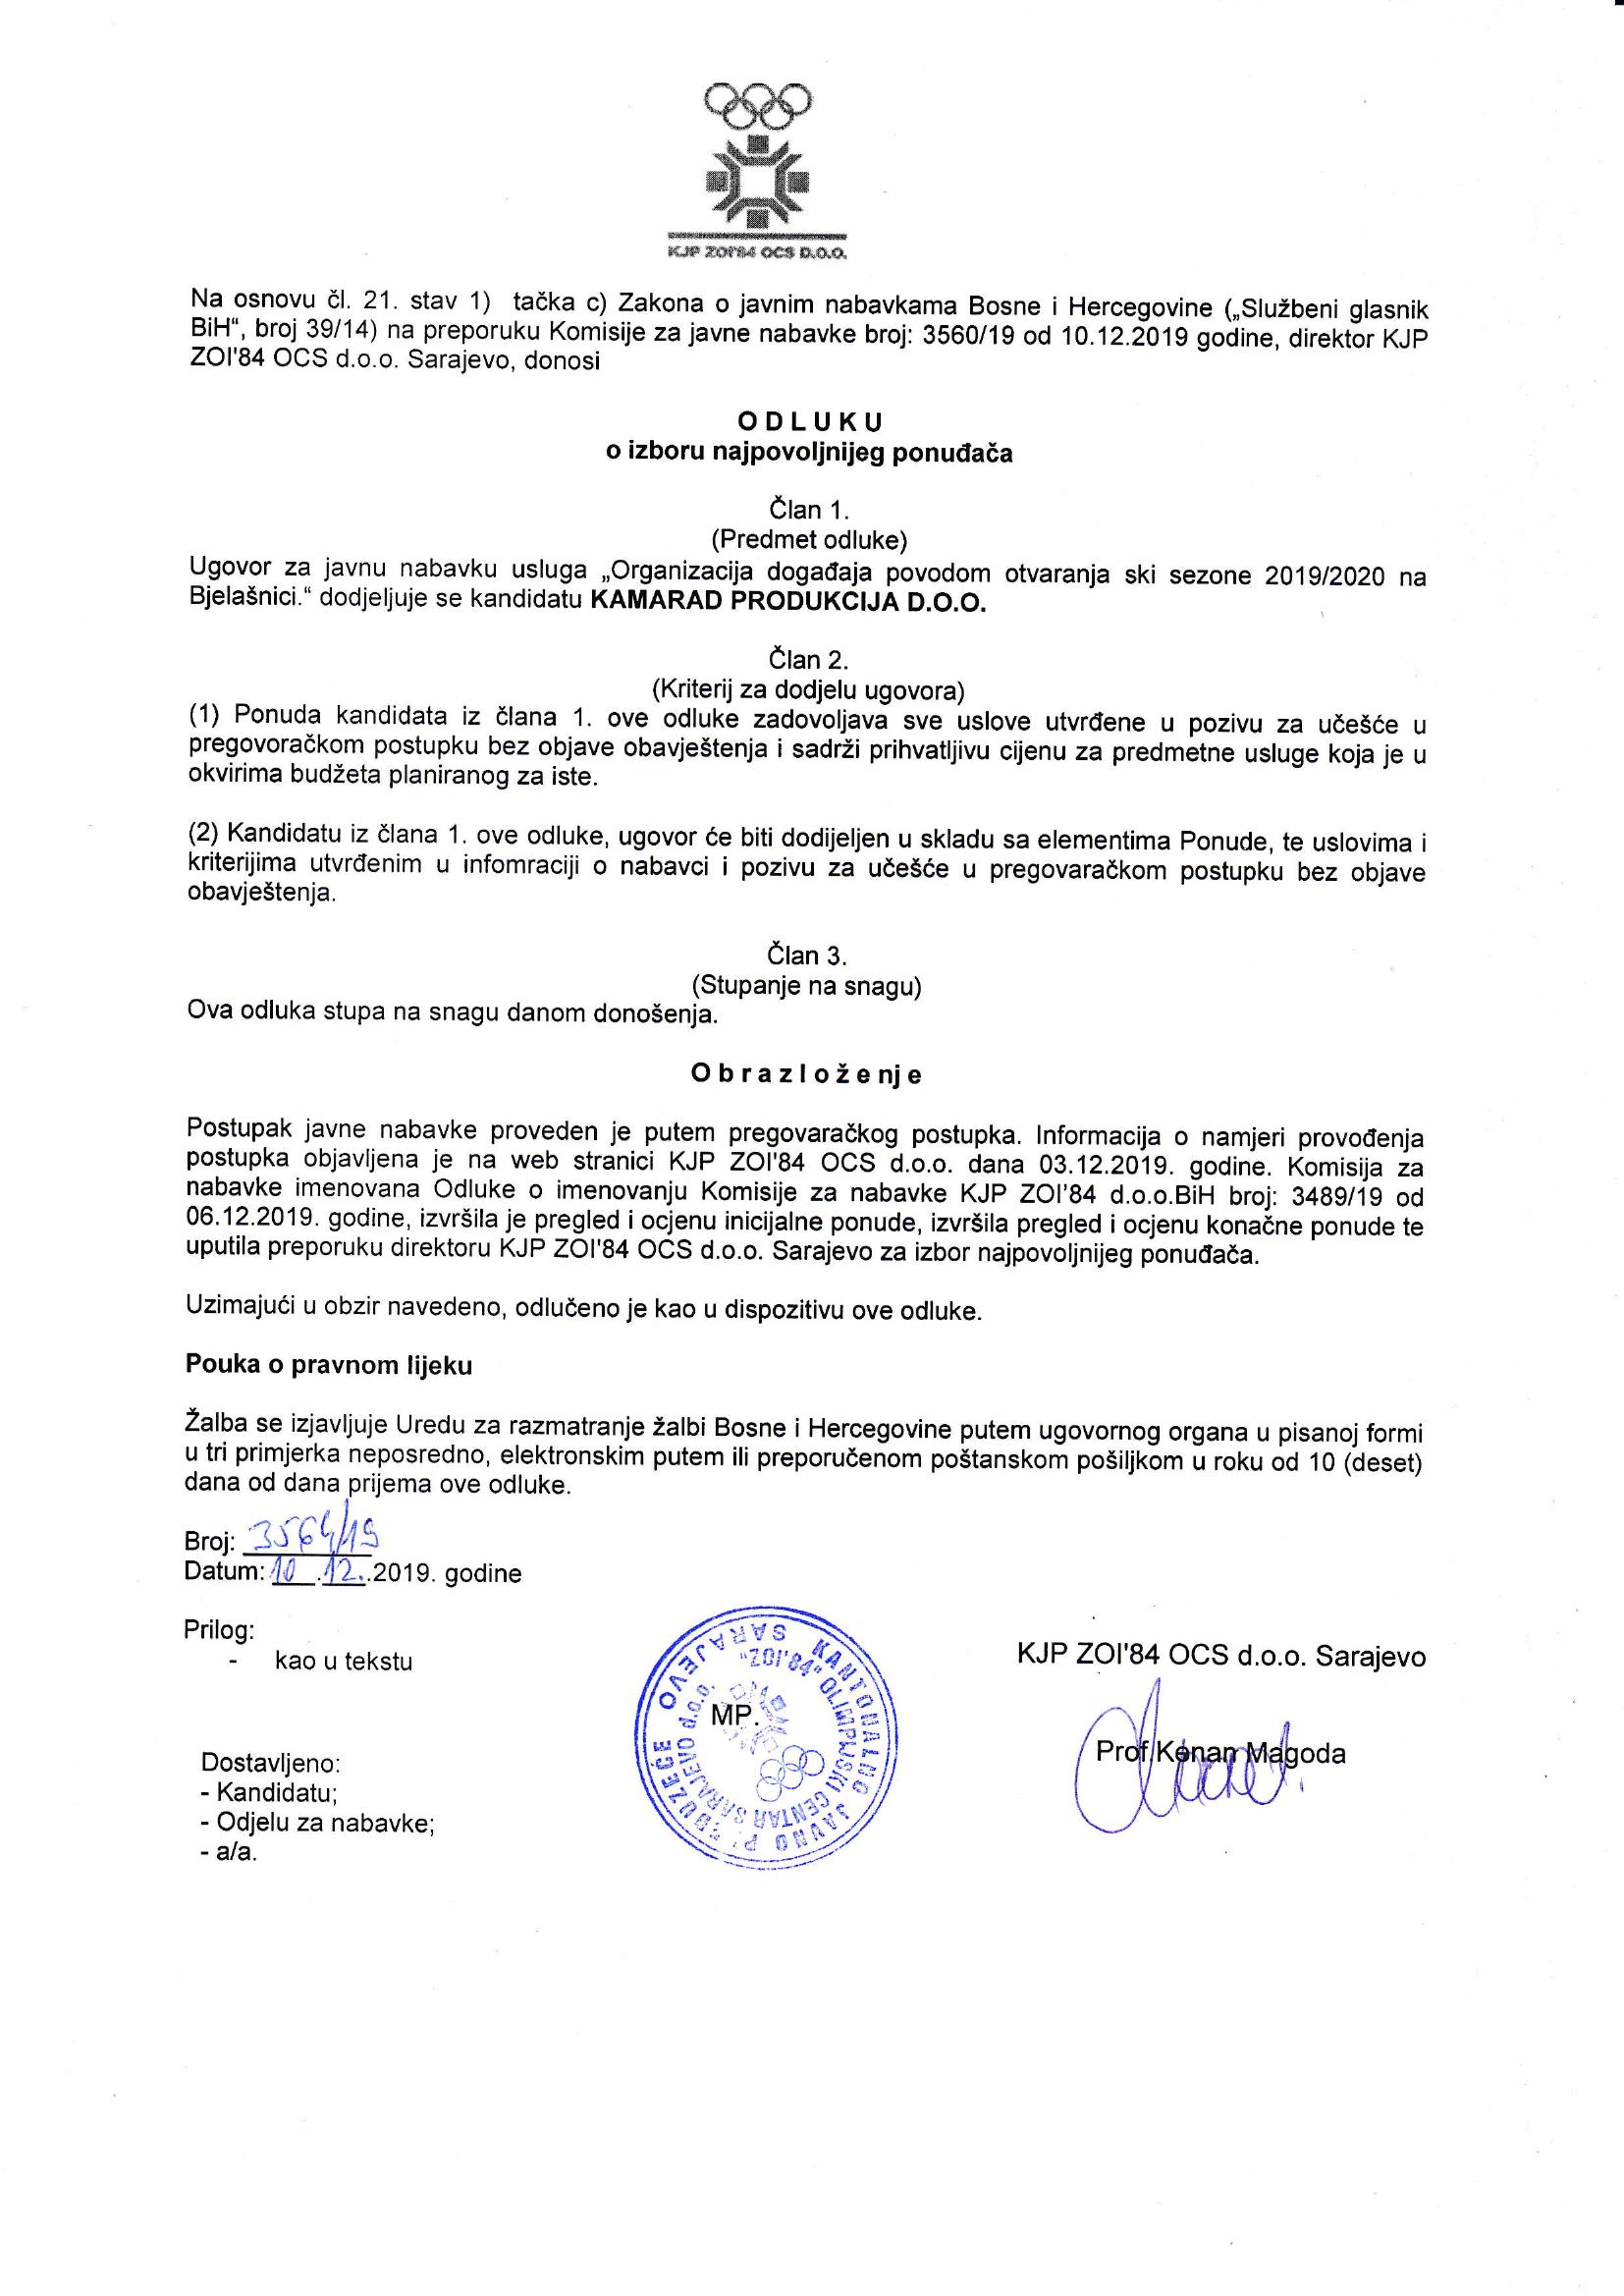 KJP ZOI'84 OCS D.O.O.
Na osnovu čl. 21. stav 1) tačka c) Zakona o javnim nabavkama Bosne i Hercegovine („Službeni glasnik
BiH“, broj 39/14) na preporuku Komisije za javne nabavke broj: 3560/19 od 10.12.2019 godine, direktor KJP
ZOI'84 OCS d.o.o. Sarajevo, donosi
O D L U K U
o izboru najpovoljnijeg ponuđača
Član 1.
(Predmet odluke)
Ugovor za javnu nabavku usluga „Organizacija događaja povodom otvaranja ski sezone 2019/2020 na
Bjelašnici.“ dodjeljuje se kandidatu KAMARAD PRODUKCIJA D.O.O.
Član 2.
(Kriterij za dodjelu ugovora)
(1) Ponuda kandidata iz člana 1. ove odluke zadovoljava sve uslove utvrđene u pozivu za učešće u
pregovoračkom postupku bez objave obavještenja i sadrži prihvatljivu cijenu za predmetne usluge koja je u
okvirima budžeta planiranog za iste.
(2) Kandidatu iz člana 1. ove odluke, ugovor će biti dodijeljen u skladu sa elementima Ponude, te uslovima i
kriterijima utvrđenim u infomraciji o nabavci i pozivu za učešće u pregovaračkom postupku bez objave
obavještenja.
Član 3.
(Stupanje na snagu)
Ova odluka stupa na snagu danom donošenja.
O b r a z l o ž e nj e
Postupak javne nabavke proveden je putem pregovaračkog postupka. Informacija o namjeri provođenja
postupka objavljena je na web stranici KJP ZOI'84 OCS d.o.o. dana 03.12.2019. godine. Komisija za
nabavke imenovana Odluke o imenovanju Komisije za nabavke KJP ZOI’84 d.o.o.BiH broj: 3489/19 od
06.12.2019. godine, izvršila je pregled i ocjenu inicijalne ponude, izvršila pregled i ocjenu konačne ponude te
uputila preporuku direktoru KJP ZOI'84 OCS d.o.o. Sarajevo za izbor najpovoljnijeg ponuđača.
Uzimajući u obzir navedeno, odlučeno je kao u dispozitivu ove odluke.
Pouka o pravnom lijeku
Žalba se izjavljuje Uredu za razmatranje žalbi Bosne i Hercegovine putem ugovornog organa u pisanoj formi
u tri primjerka neposredno, elektronskim putem ili preporučenom poštanskom pošiljkom u roku od 10 (deset)
dana od dana prijema ove odluke.
Broj: 3564/19
Datum: 10.12..2019. godine
Prilog:
- kao u tekstu
KANTONALNO JAVNO PREDUZEĆE SARAJEVO
"ZOI'84" OLIMPIJSKI CENTAR SARAJEVO D.O.O.
MP.
KJP ZOI'84 OCS d.o.o. Sarajevo
Prof.Kenan Magoda
Dostavljeno:
- Kandidatu;
- Odjelu za nabavke;
- a/a.